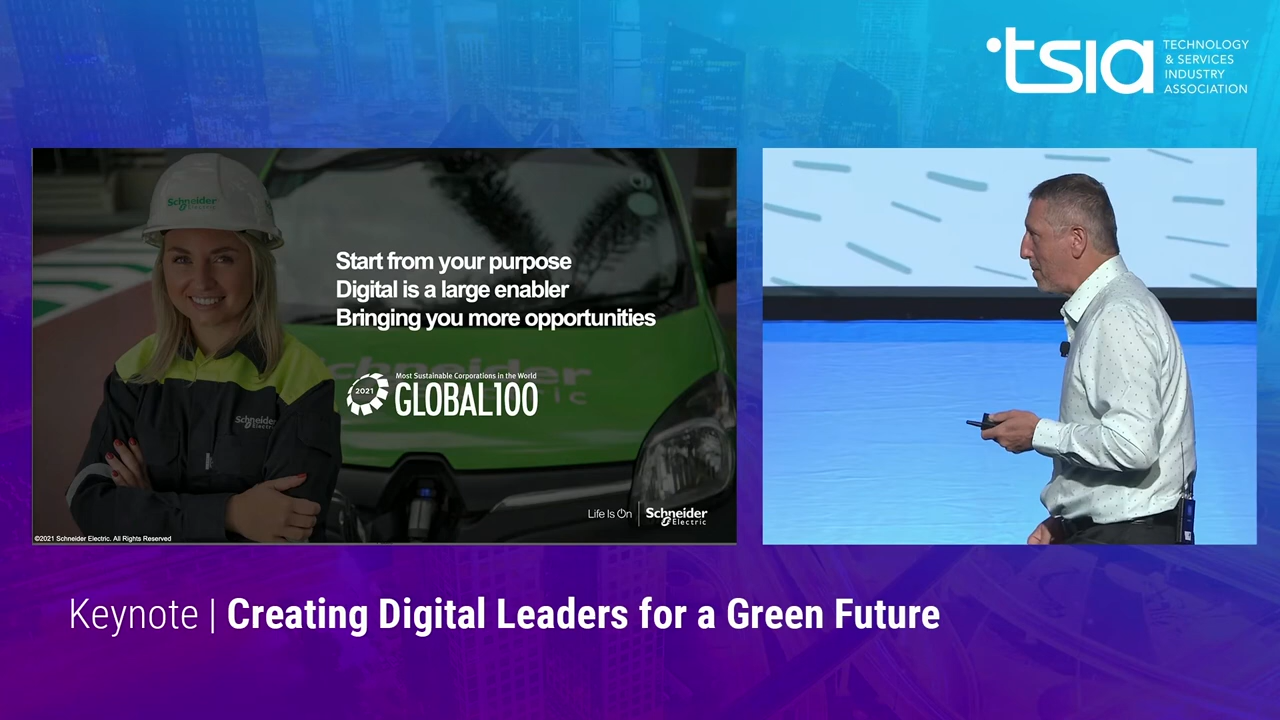 tsia
TECHNOLOGY
& SERVICES
INDUSTRY
ASSOCIATION
Schneider
ELECTRIC
Start from your purpose
Digital is a large enabler
Bringing you more opportunities
Most Sustainable Corporations in the World
2021
GLOBAL100
Schneider
Electric
Life Is On
Schneider
Electric
©2021 Schneider Electric. All Rights Reserved
Keynote | Creating Digital Leaders for a Green Future